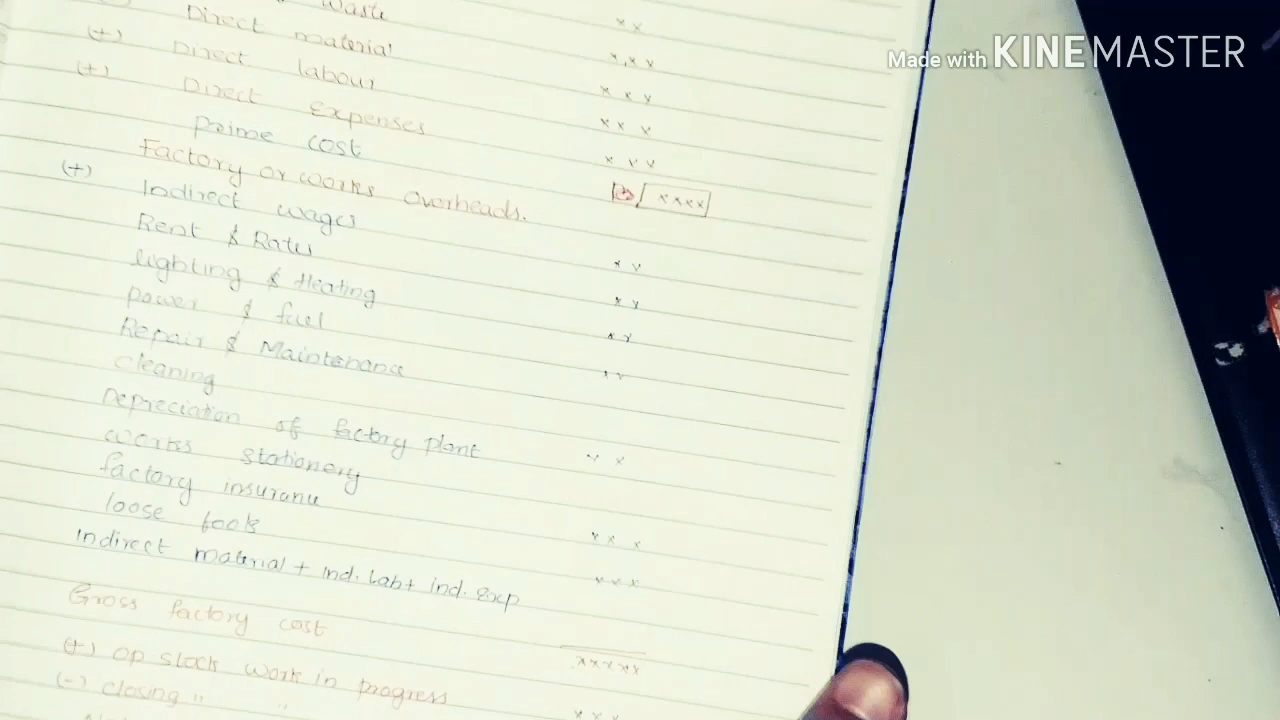 waste x x
Direct material x x x
(+) Direct labour x x x
(+) Direct Expenses x x x
prime cost x x x
Factory or works overheads. x x x x
(+) Indirect wages
Rent & Rates x x
lighting & Heating x x
power & fuel x x
Repair & Maintenance x x
Cleaning
Depreciation of factory plant x x
works stationery
factory insurance x x x
loose tools x x x
Indirect material + Ind. lab + ind. Exp
Gross factory cost x x x x x
(+) op stock work in progress
(-) closing " " x x x
Made with KINEMASTER